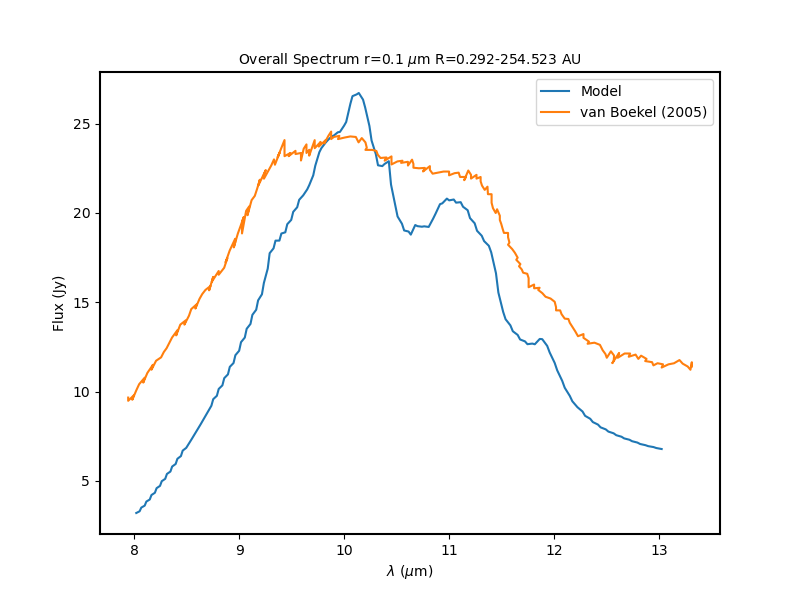 Overall Spectrum r=0.1 μm R=0.292-254.523 AU
Model
van Boekel (2005)
Flux (Jy)
25
20
15
10
5
8 9 10 11 12 13
λ (μm)